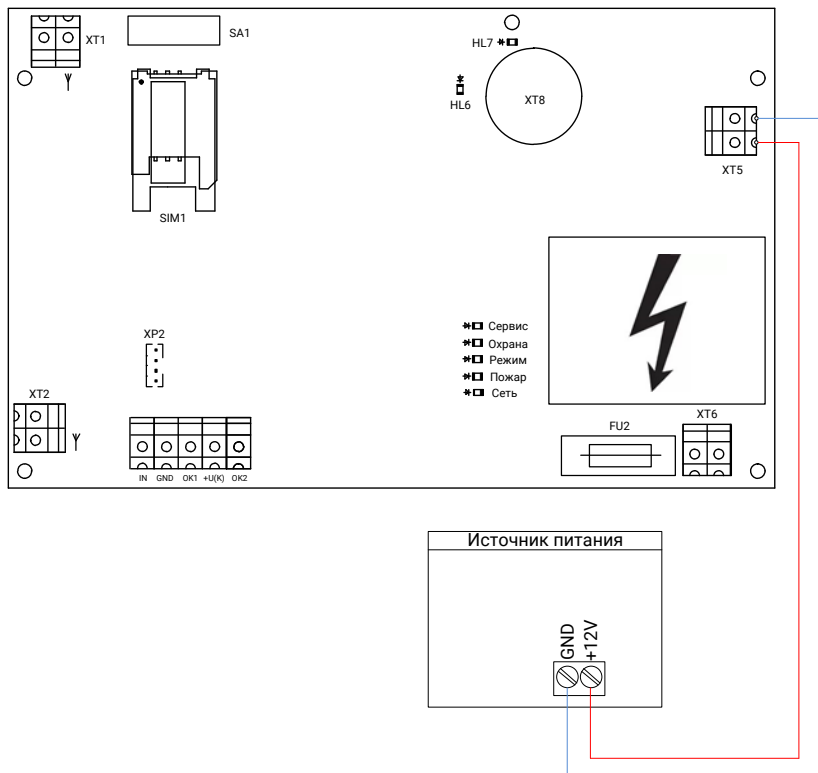 XT1
SA1
HL7
HL6
XT8
XT5
SIM1
XP2
Сервис
Охрана
Режим
Пожар
Сеть
XT2
XT6
FU2
IN GND OK1 +U(K) OK2
Источник питания
GND
+12V